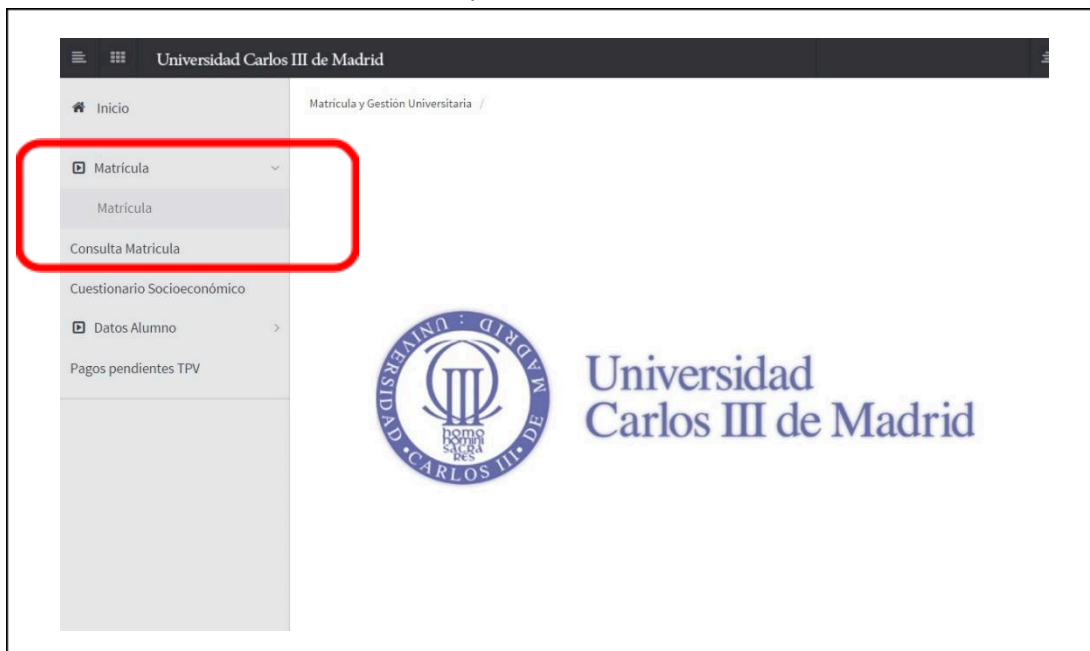 Universidad Carlos III de Madrid
Inicio
Matrícula y Gestión Universitaria /
Matrícula
Matrícula
Consulta Matrícula
Cuestionario Socioeconómico
Datos Alumno
Pagos pendientes TPV
UNIVERSIDAD · CARLOS III · DE MADRID :
homo
homini
sacra
res
Universidad
Carlos III de Madrid